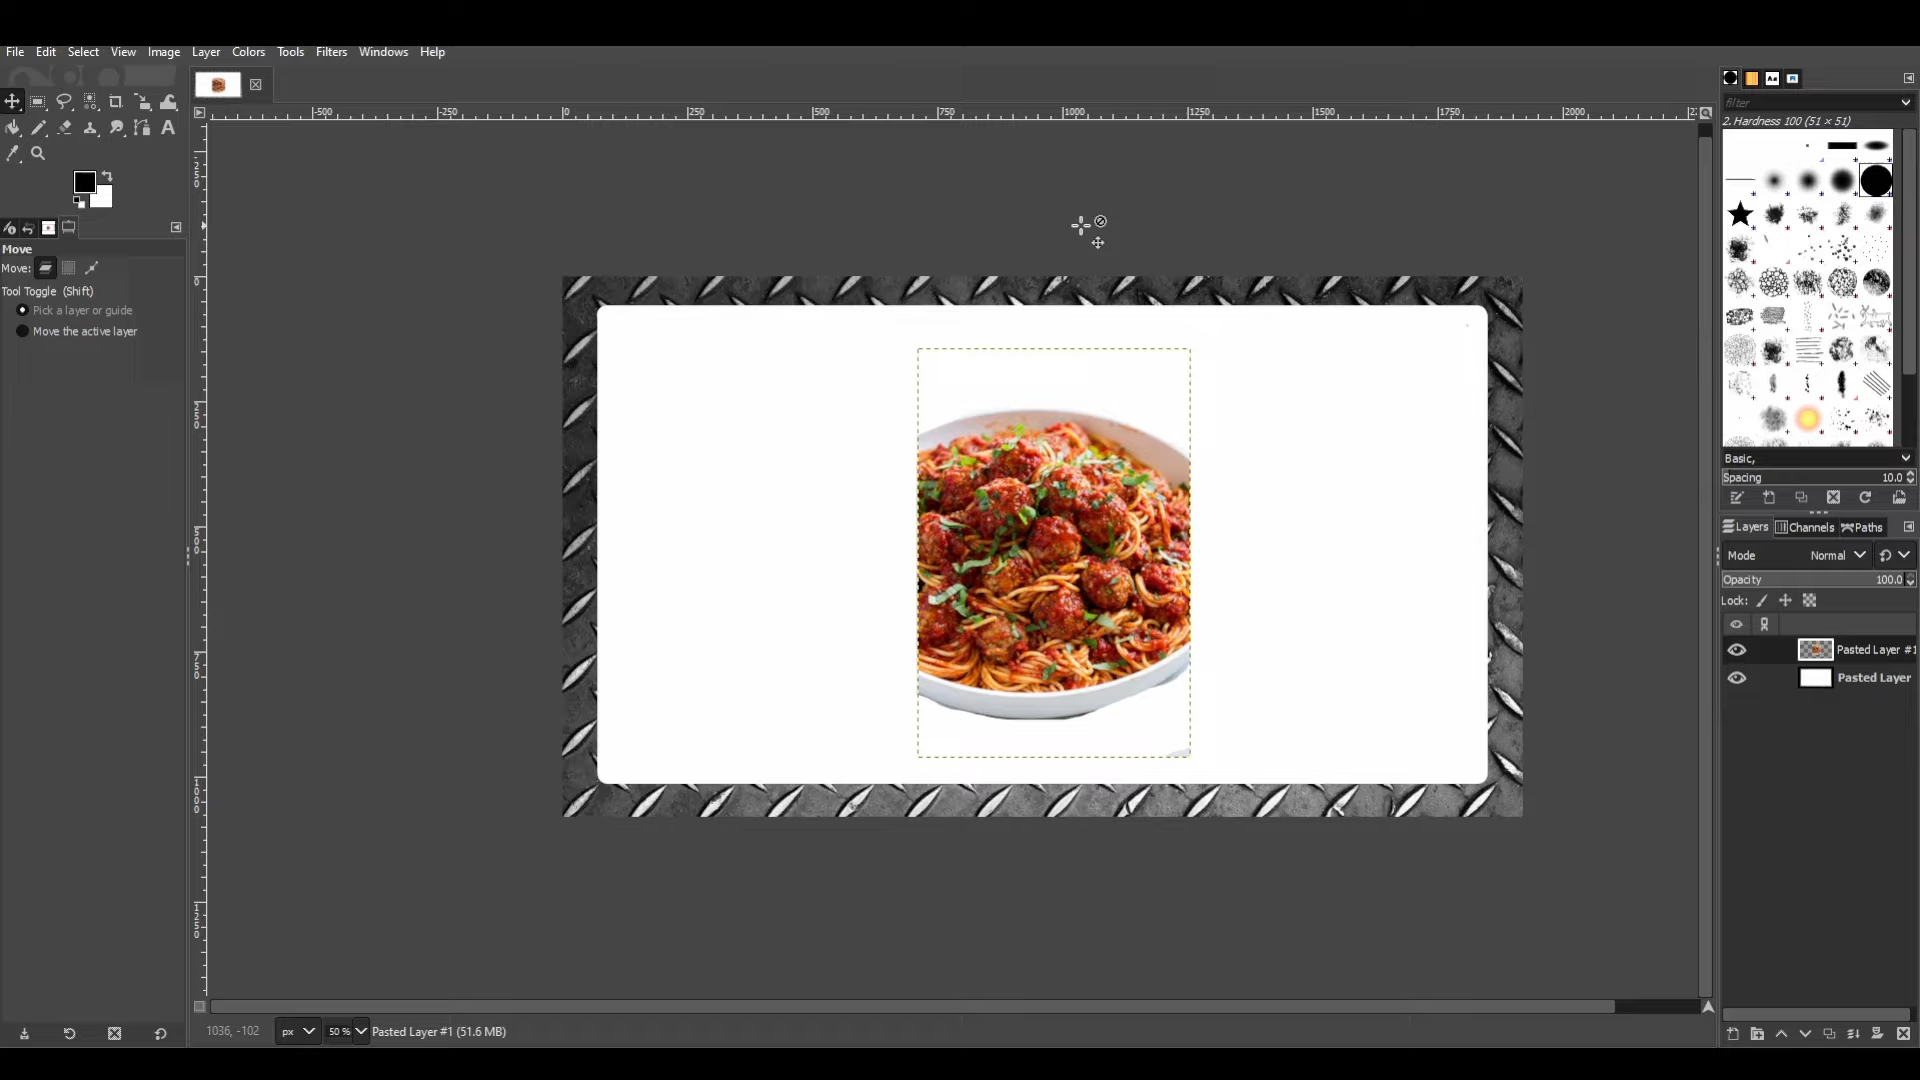 File Edit Select View Image Layer Colors Tools Filters Windows Help
-500 -250 0 250 500 750 1000 1250 1500 1750 2000
Move
Move:
Tool Toggle (Shift)
Pick a layer or guide
Move the active layer
filter
2. Hardness 100 (51 × 51)
Basic,
Spacing 10.0
Layers Channels Paths
Mode Normal
Opacity 100.0
Lock:
Pasted Layer #1
Pasted Layer
1036, -102 px 50 % Pasted Layer #1 (51.6 MB)